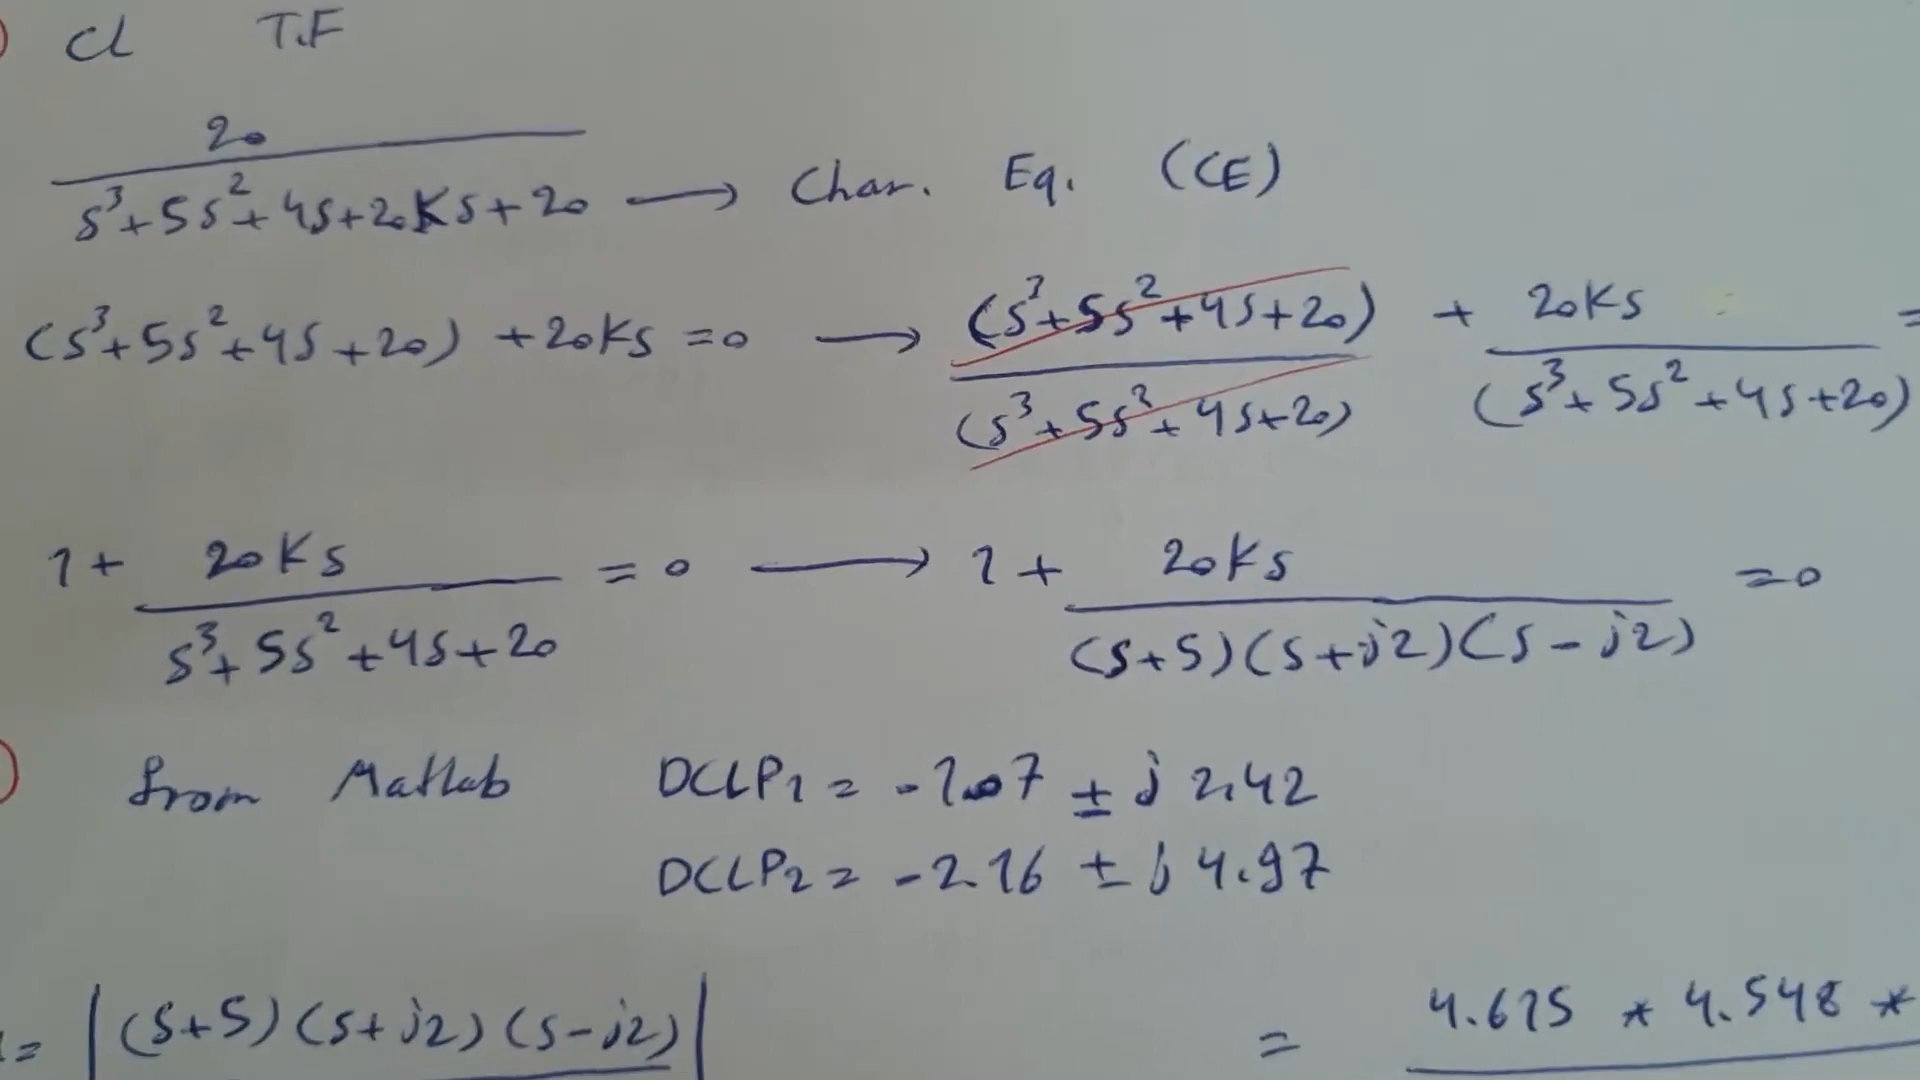 ) Cl T.F
20
s³+5s²+4s+20Ks+20 → Char. Eq. (CE)
(s³+5s²+4s+20) +20Ks =0 → (s³+5s²+4s+20) / (s³+5s²+4s+20) + 20Ks / (s³+5s²+4s+20) =
1+ 20Ks / s³+5s²+4s+20 =0 → 1+ 20Ks / (s+5)(s+j2)(s-j2) =0
) from Matlab DCLP1 = -1.07 ± j 2.42
DCLP2 = -2.16 ± j 4.97
= |(s+5)(s+j2)(s-j2)| = 4.615 * 4.548 *